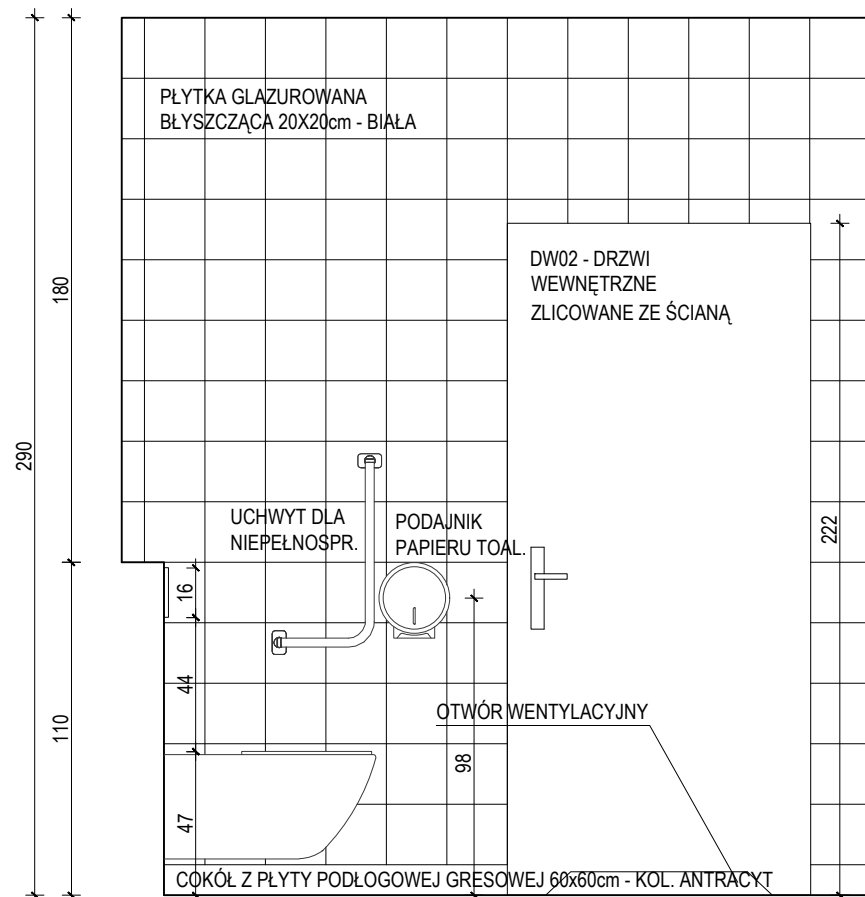 PŁYTKA GLAZUROWANA
BŁYSZCZĄCA 20X20cm - BIAŁA
DW02 - DRZWI
WEWNĘTRZNE
ZLICOWANE ZE ŚCIANĄ
180
290
UCHWYT DLA
NIEPEŁNOSPR.
PODAJNIK
PAPIERU TOAL.
222
16
44
110
OTWÓR WENTYLACYJNY
98
47
COKÓŁ Z PŁYTY PODŁOGOWEJ GRESOWEJ 60x60cm - KOL. ANTRACYT